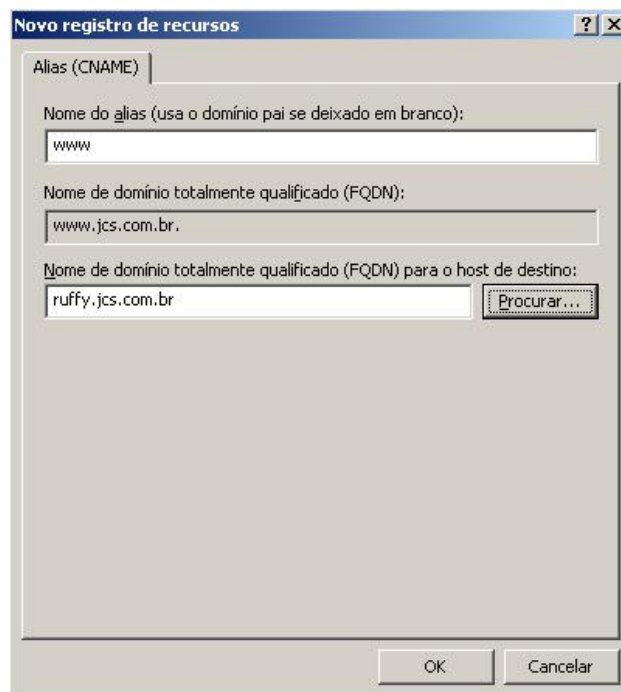 Novo registro de recursos
Alias (CNAME)
Nome do alias (usa o domínio pai se deixado em branco):
www
Nome de domínio totalmente qualificado (FQDN):
www.jcs.com.br.
Nome de domínio totalmente qualificado (FQDN) para o host de destino:
ruffy.jcs.com.br
Procurar...
OK
Cancelar